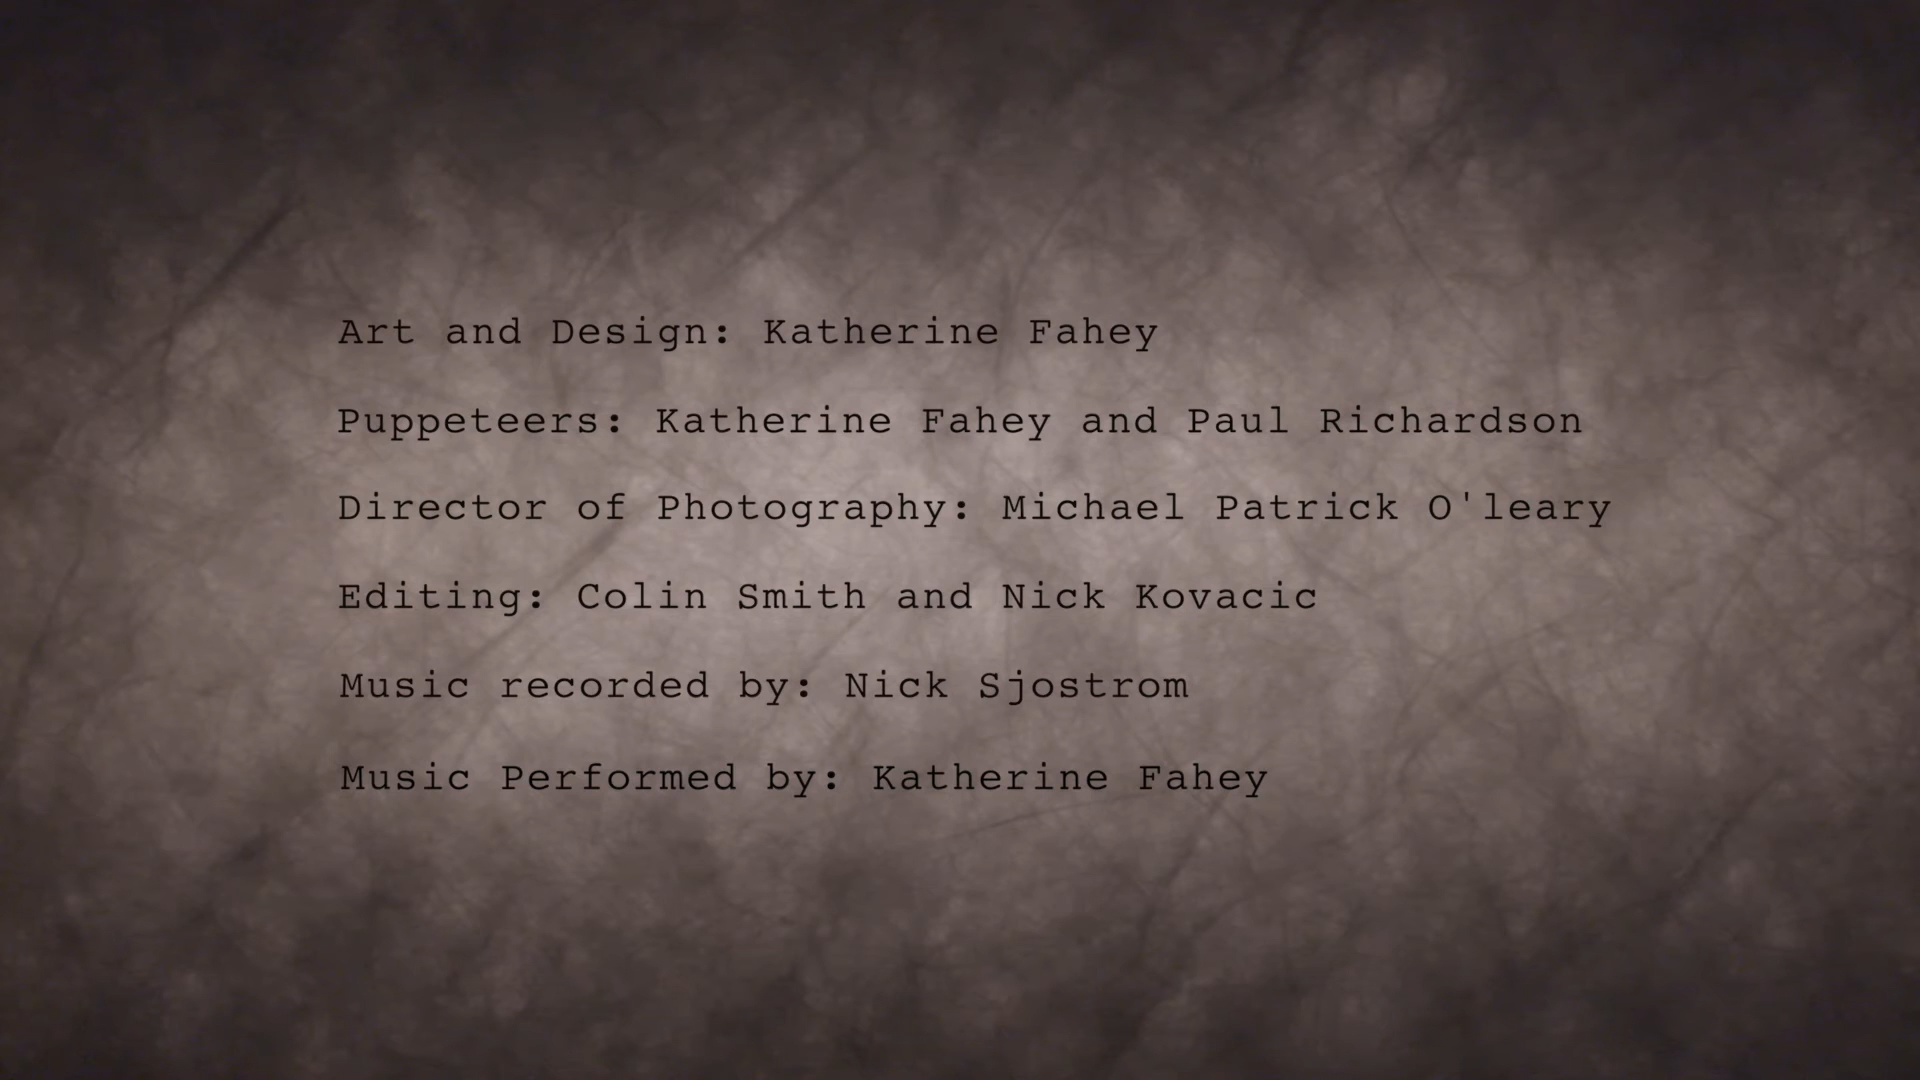 Art and Design: Katherine Fahey
Puppeteers: Katherine Fahey and Paul Richardson
Director of Photography: Michael Patrick O'leary
Editing: Colin Smith and Nick Kovacic
Music recorded by: Nick Sjostrom
Music Performed by: Katherine Fahey